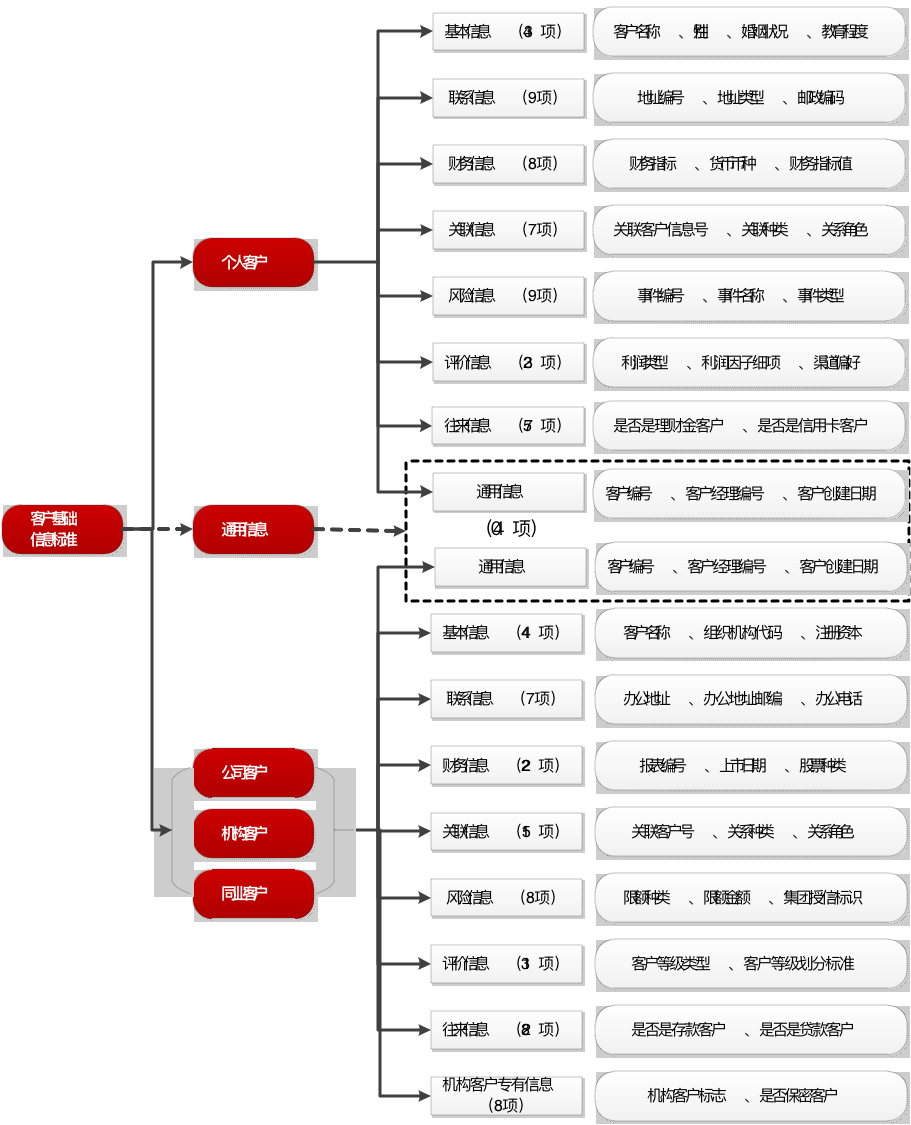 基本信息 （项） 客户名称、性别、婚姻状况、教育程度
联系信息 （9项） 地址编号、地址类型、邮政编码
财务信息 （8项） 财务指标、货币币种、财务指标值
关联信息 （7项） 关联客户信息号、关联种类、关系角色
个人客户
风险信息 （9项） 事件编号、事件名称、事件类型
评价信息 （项） 利润类型、利润因子细项、渠道偏好
往来信息 （项） 是否是理财金客户、是否是信用卡客户
通用信息 客户编号、客户经理编号、客户创建日期
客户基础
信息标准
通用信息
（项）
通用信息 客户编号、客户经理编号、客户创建日期
基本信息 （项） 客户名称、组织机构代码、注册资本
联系信息 （7项） 办公地址、办公地址邮编、办公电话
公司客户
财务信息 （项） 报表编号、上市日期、股票种类
机构客户
关联信息 （项） 关联客户号、关系种类、关系角色
同业客户
风险信息 （8项） 限额种类、限额金额、集团授信标识
评价信息 （项） 客户等级类型、客户等级划分标准
往来信息 （项） 是否是存款客户、是否是贷款客户
机构客户专有信息
（8项） 机构客户标志、是否保密客户